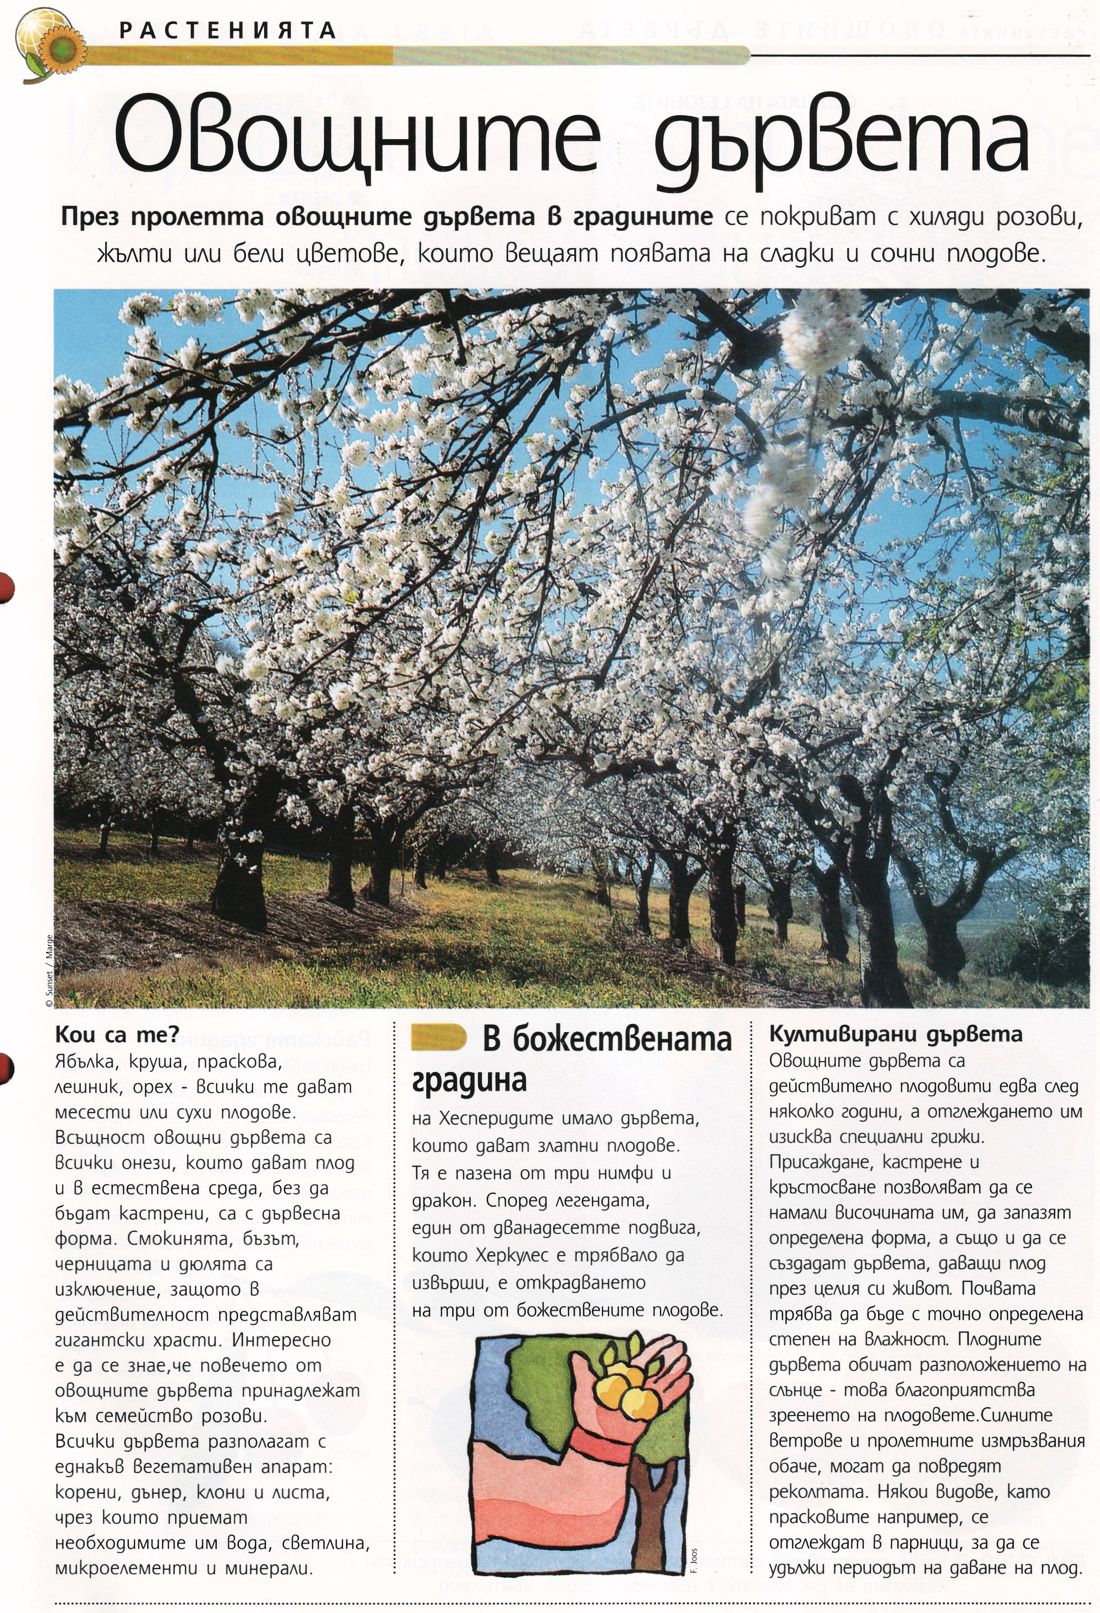 РАСТЕНИЯТА
Овощните дървета
През пролетта овощните дървета в градините се покриват с хиляди розови,
жълти или бели цветове, които вещаят появата на сладки и сочни плодове.
© Sunset / Marge
Кои са те?
Ябълка, круша, праскова,
лешник, орех - всички те дават
месести или сухи плодове.
Всъщност овощни дървета са
всички онези, които дават плод
и в естествена среда, без да
бъдат кастрени, са с дървесна
форма. Смокинята, бъзът,
черницата и дюлята са
изключение, защото в
действителност представляват
гигантски храсти. Интересно
е да се знае,че повечето от
овощните дървета принадлежат
към семейство розови.
Всички дървета разполагат с
еднакъв вегетативен апарат:
корени, дънер, клони и листа,
чрез които приемат
необходимите им вода, светлина,
микроелементи и минерали.
В божествената
градина
на Хесперидите имало дървета,
които дават златни плодове.
Тя е пазена от три нимфи и
дракон. Според легендата,
един от дванадесетте подвига,
които Херкулес е трябвало да
извърши, е открадването
на три от божествените плодове.
F. Joos
Култивирани дървета
Овощните дървета са
действително плодовити едва след
няколко години, а отглеждането им
изисква специални грижи.
Присаждане, кастрене и
кръстосване позволяват да се
намали височината им, да запазят
определена форма, а също и да се
създадат дървета, даващи плод
през целия си живот. Почвата
трябва да бъде с точно определена
степен на влажност. Плодните
дървета обичат разположението на
слънце - това благоприятства
зреенето на плодовете.Силните
ветрове и пролетните измръзвания
обаче, могат да повредят
реколтата. Някои видове, като
прасковите например, се
отглеждат в парници, за да се
удължи периодът на даване на плод.